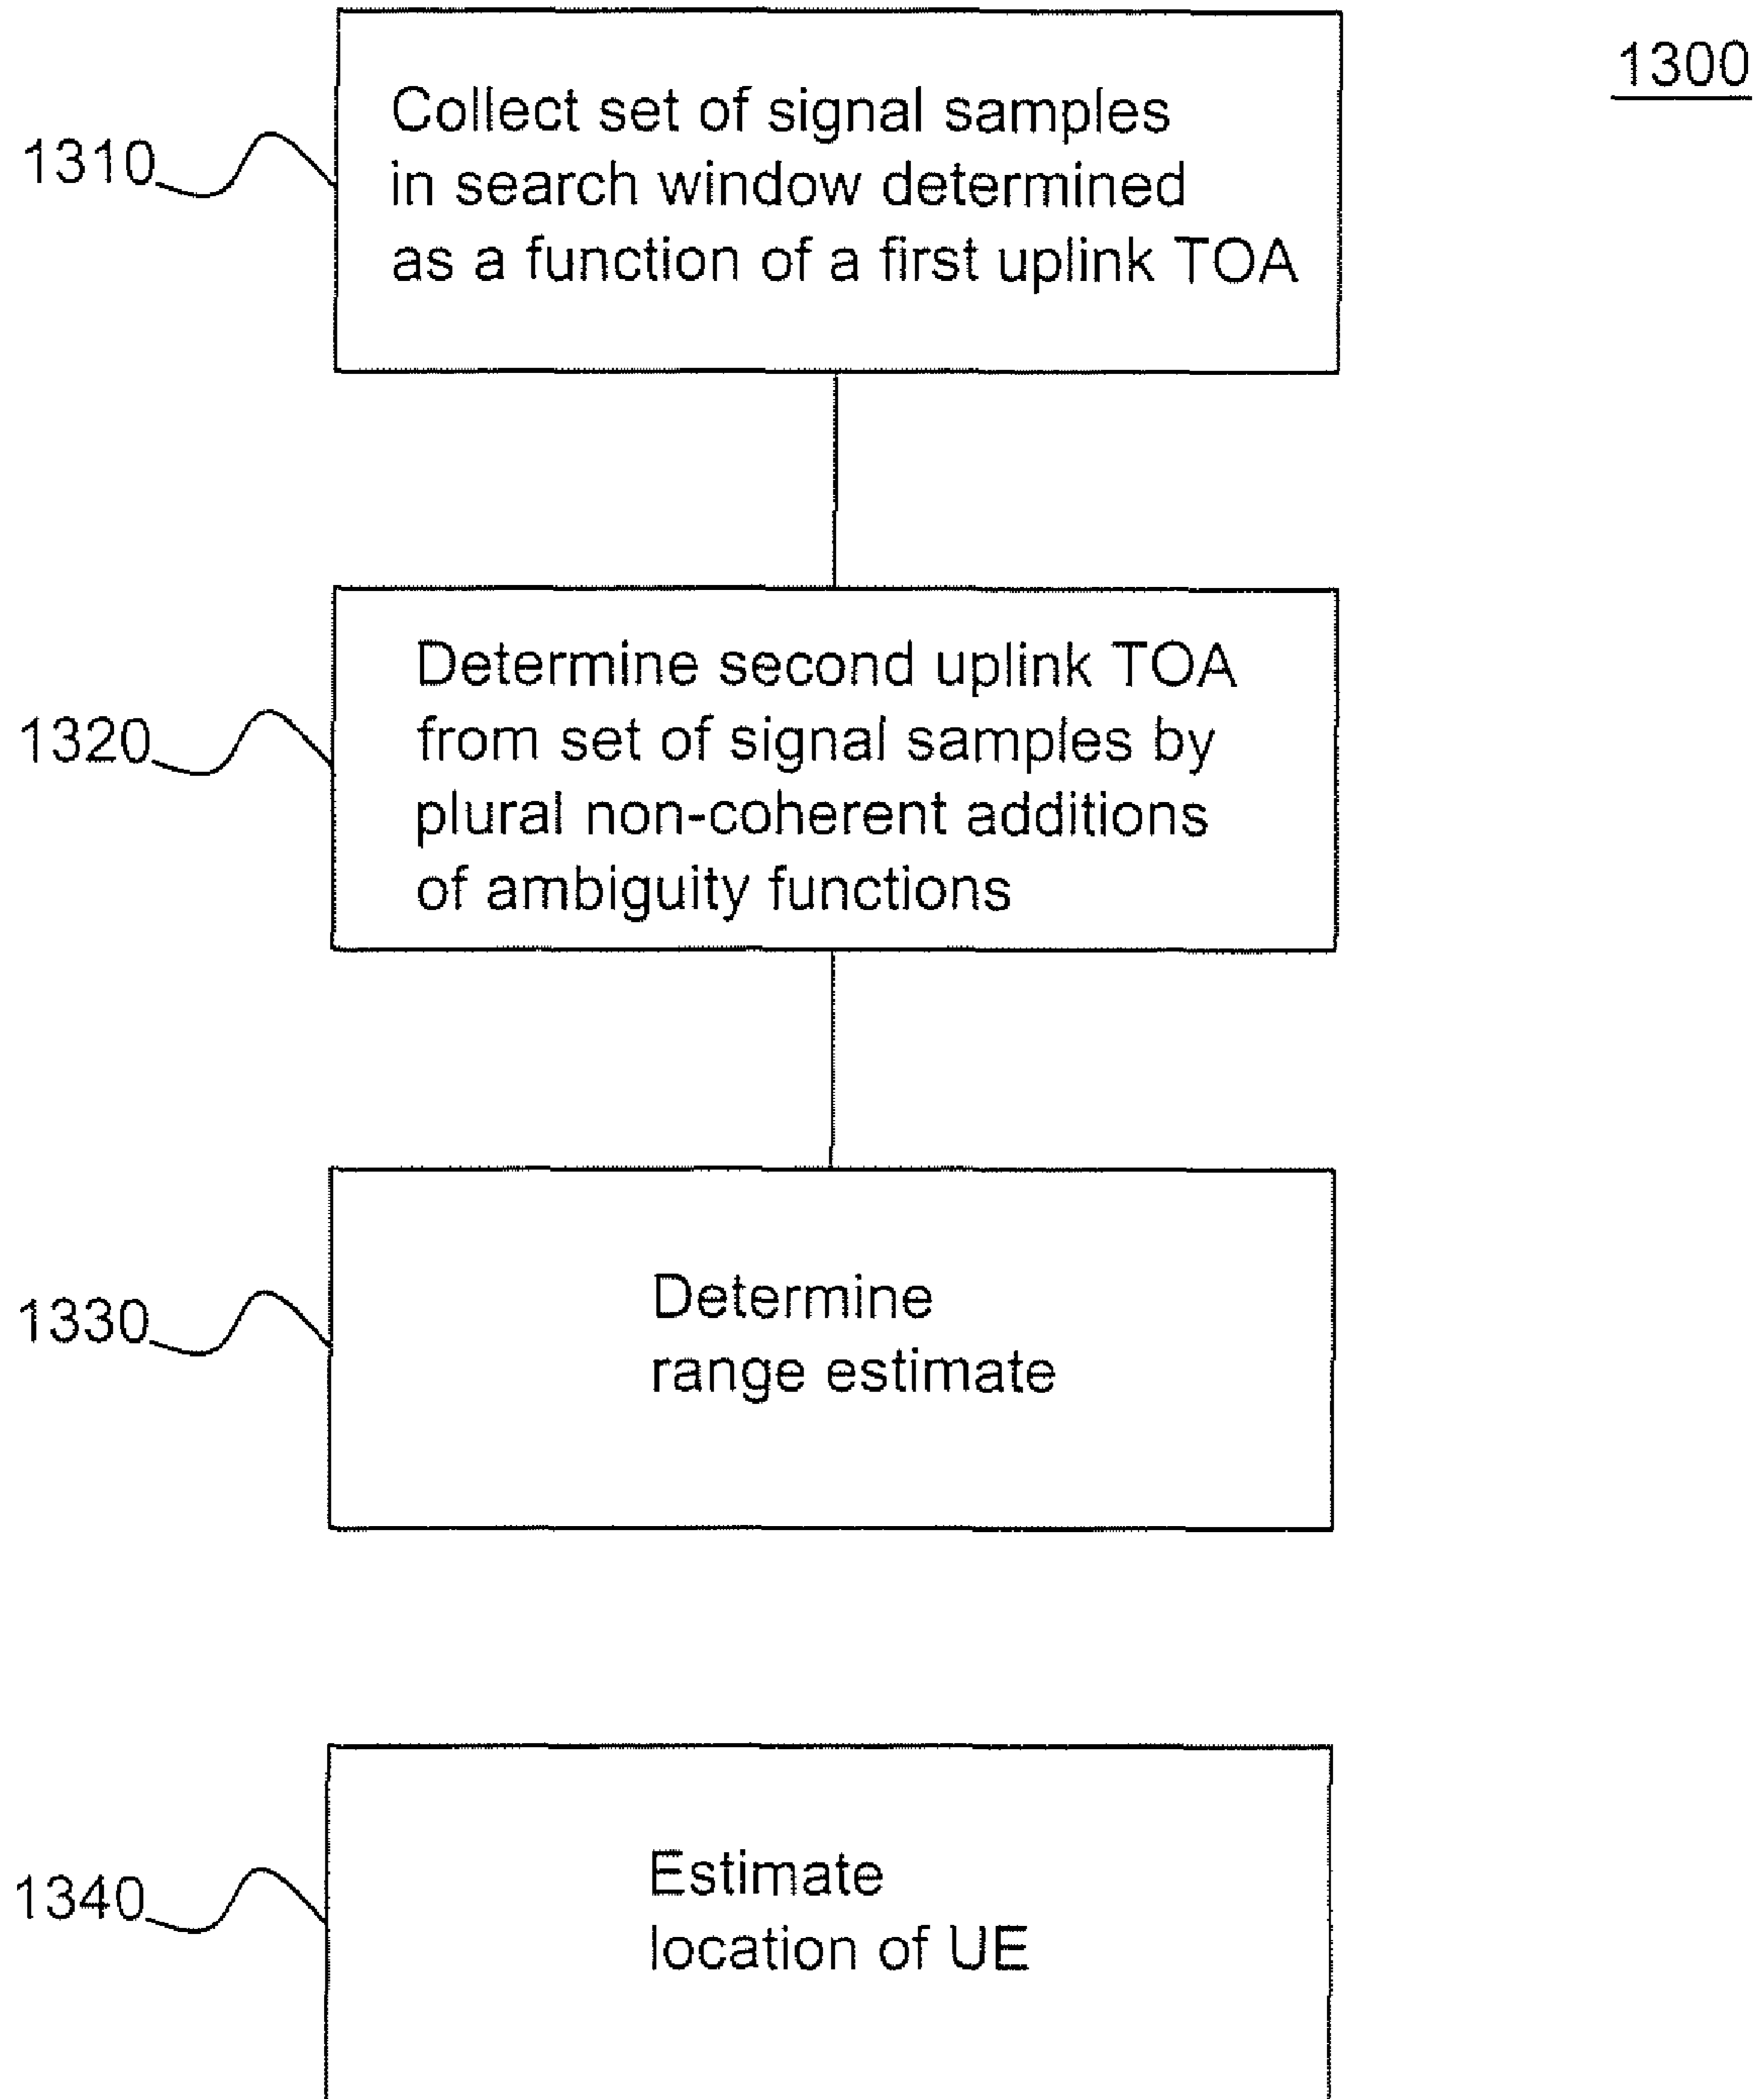 1300
1310
Collect set of signal samples
in search window determined
as a function of a first uplink TOA
1320
Determine second uplink TOA
from set of signal samples by
plural non-coherent additions
of ambiguity functions
1330
Determine
range estimate
1340
Estimate
location of UE